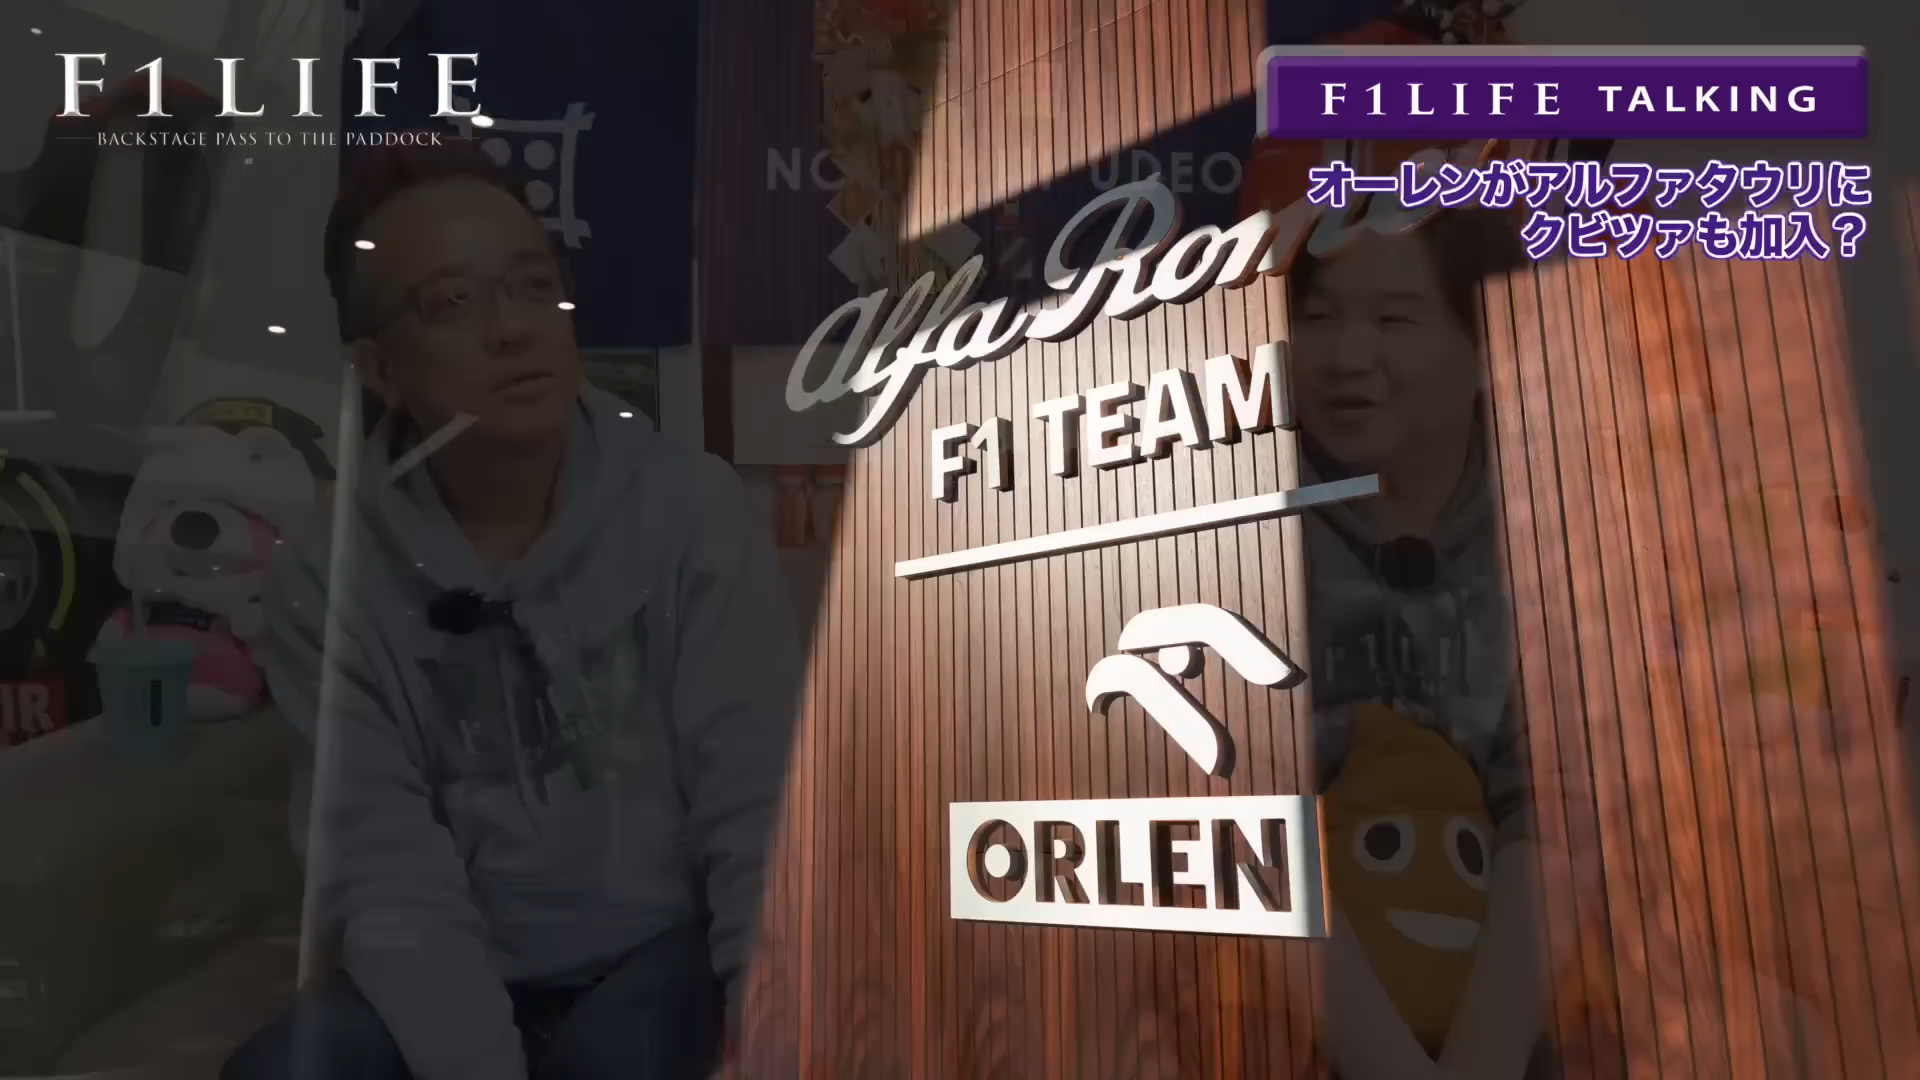 F1LIFE
BACKSTAGE PASS TO THE PADDOCK
F1LIFE TALKING
オーレンがアルファタウリに
クビツァも加入？
Alfa Rom
F1 TEAM
ORLEN